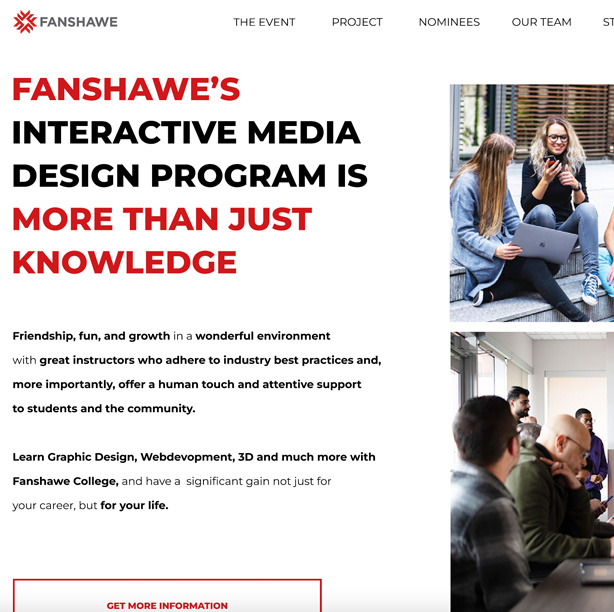 FANSHAWE
THE EVENT PROJECT NOMINEES OUR TEAM ST
FANSHAWE'S
INTERACTIVE MEDIA
DESIGN PROGRAM IS
MORE THAN JUST
KNOWLEDGE
Friendship, fun, and growth in a wonderful environment
with great instructors who adhere to industry best practices and,
more importantly, offer a human touch and attentive support
to students and the community.
Learn Graphic Design, Webdevopment, 3D and much more with
Fanshawe College, and have a significant gain not just for
your career, but for your life.
GET MORE INFORMATION